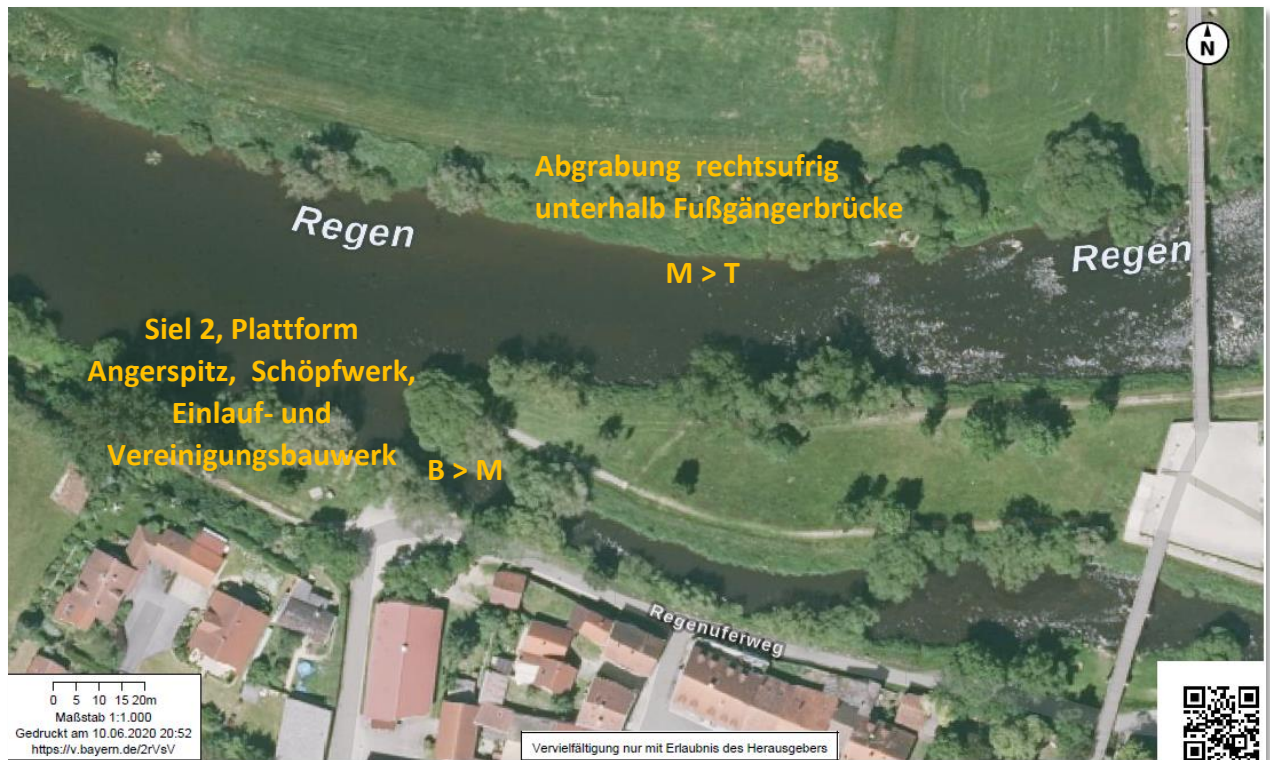 N
Abgrabung rechtsufrig
unterhalb Fußgängerbrücke
Regen
Regen
M > T
Siel 2, Plattform
Angerspitz, Schöpfwerk,
Einlauf- und
Vereinigungsbauwerk
B > M
Regenuferweg
0 5 10 15 20m
Maßstab 1:1.000
Gedruckt am 10.06.2020 20:52
https://v.bayern.de/2rVsV
Vervielfältigung nur mit Erlaubnis des Herausgebers